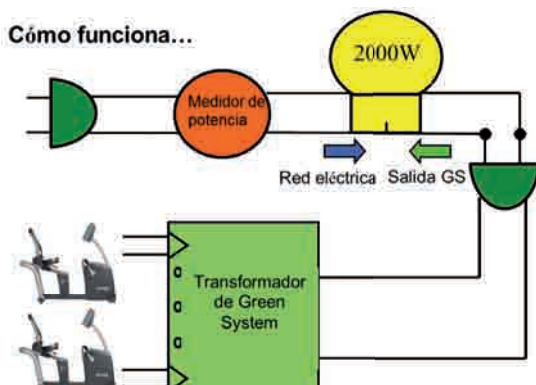 Cómo funciona...
2000W
Medidor de
potencia
Red eléctrica
Salida GS
Transformador
de Green
System